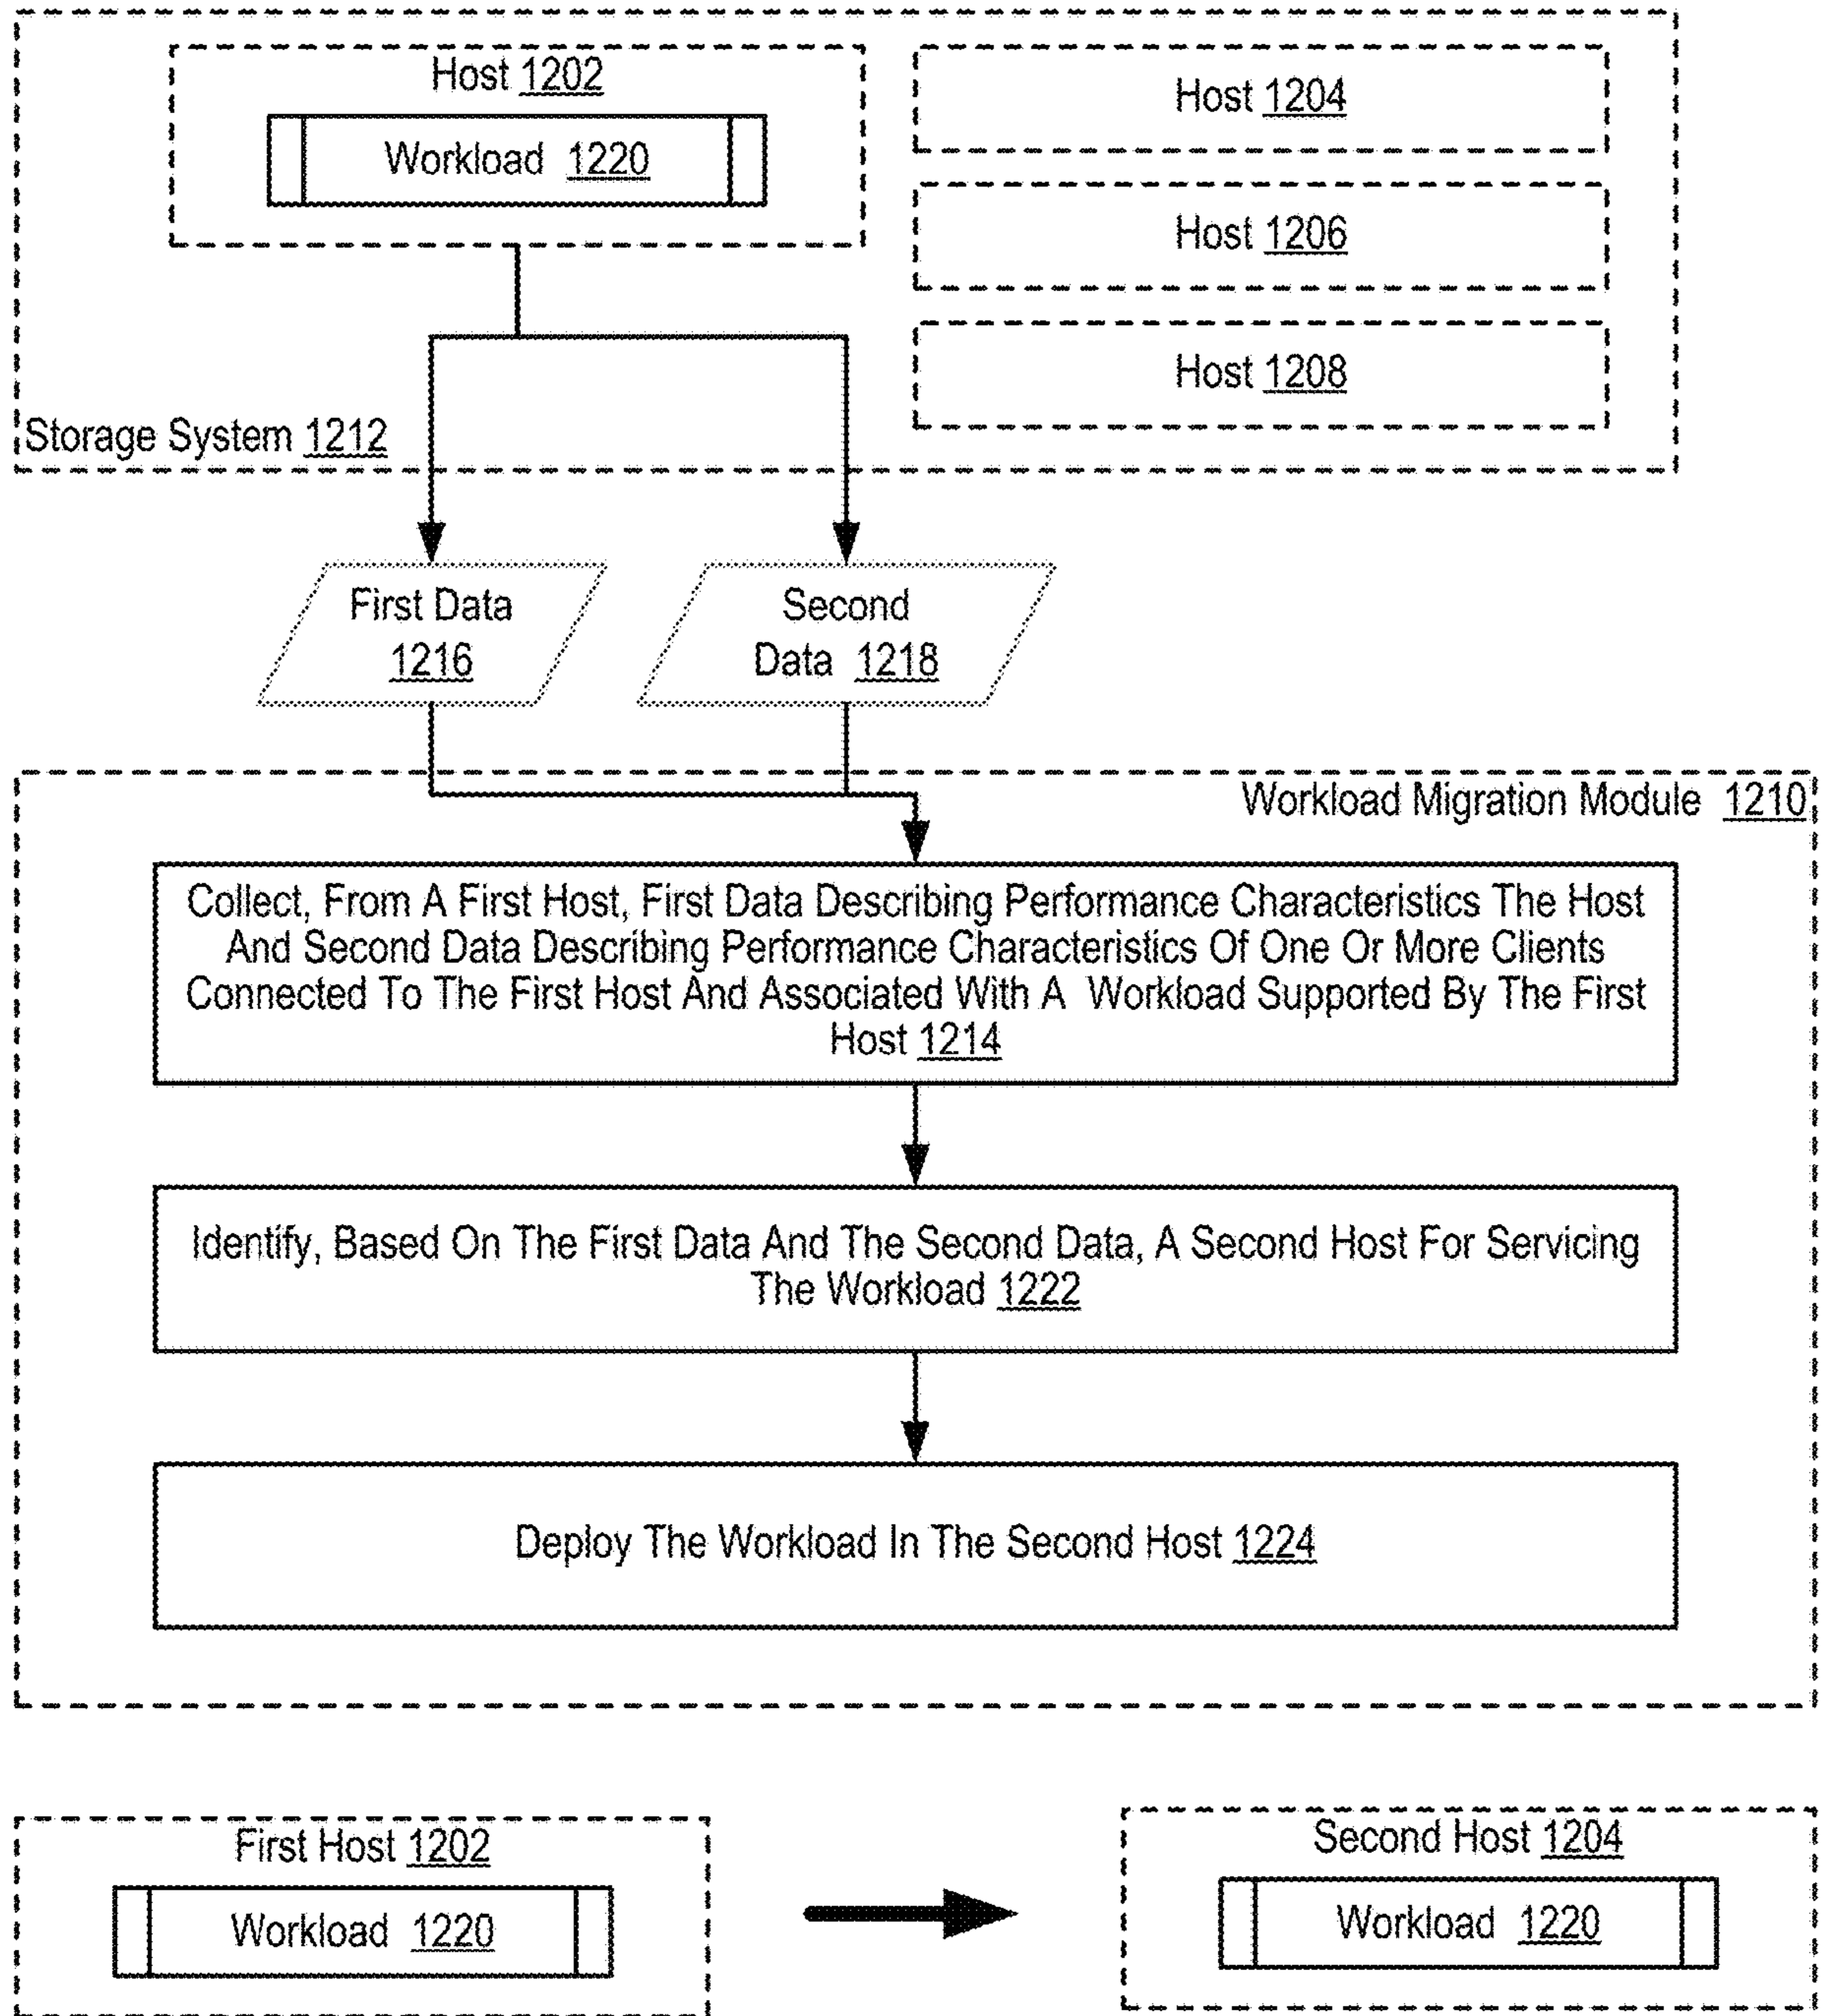 Host 1202
Workload 1220
Host 1204
Host 1206
Host 1208
Storage System 1212
First Data
1216
Second
Data 1218
Workload Migration Module 1210
Collect, From A First Host, First Data Describing Performance Characteristics The Host
And Second Data Describing Performance Characteristics Of One Or More Clients
Connected To The First Host And Associated With A Workload Supported By The First
Host 1214
Identify, Based On The First Data And The Second Data, A Second Host For Servicing
The Workload 1222
Deploy The Workload In The Second Host 1224
First Host 1202
Workload 1220
Second Host 1204
Workload 1220